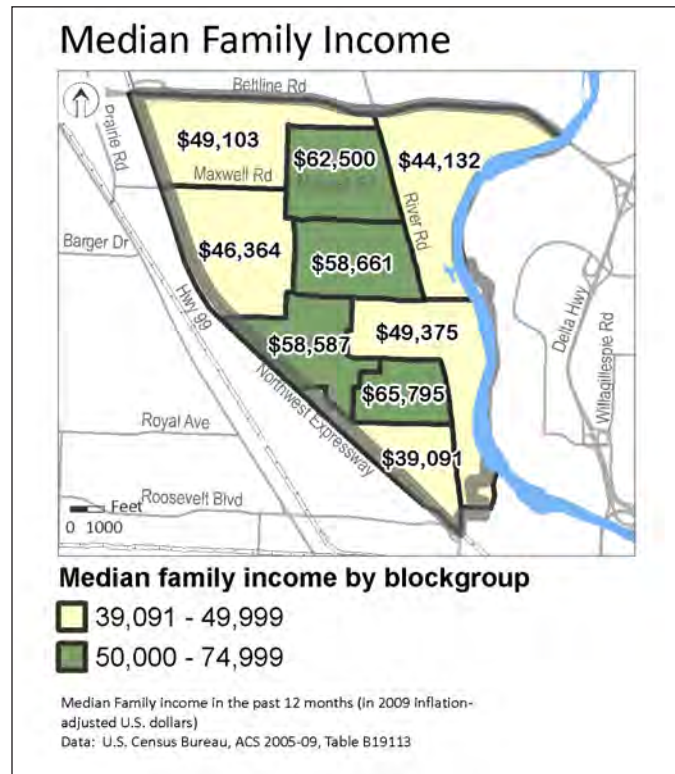 Median Family Income
Beltline Rd
Prairie Rd
$49,103
$62,500
$44,132
Maxwell Rd
River Rd
Barger Dr
$46,364
$58,661
Hwy 99
Delta Hwy
$49,375
$58,587
Willagillespie Rd
Northwest Expressway
$65,795
Royal Ave
$39,091
Roosevelt Blvd
Feet
0 1000
Median family income by blockgroup
39,091 - 49,999
50,000 - 74,999
Median Family income in the past 12 months (in 2009 inflation-
adjusted U.S. dollars)
Data: U.S. Census Bureau, ACS 2005-09, Table B19113